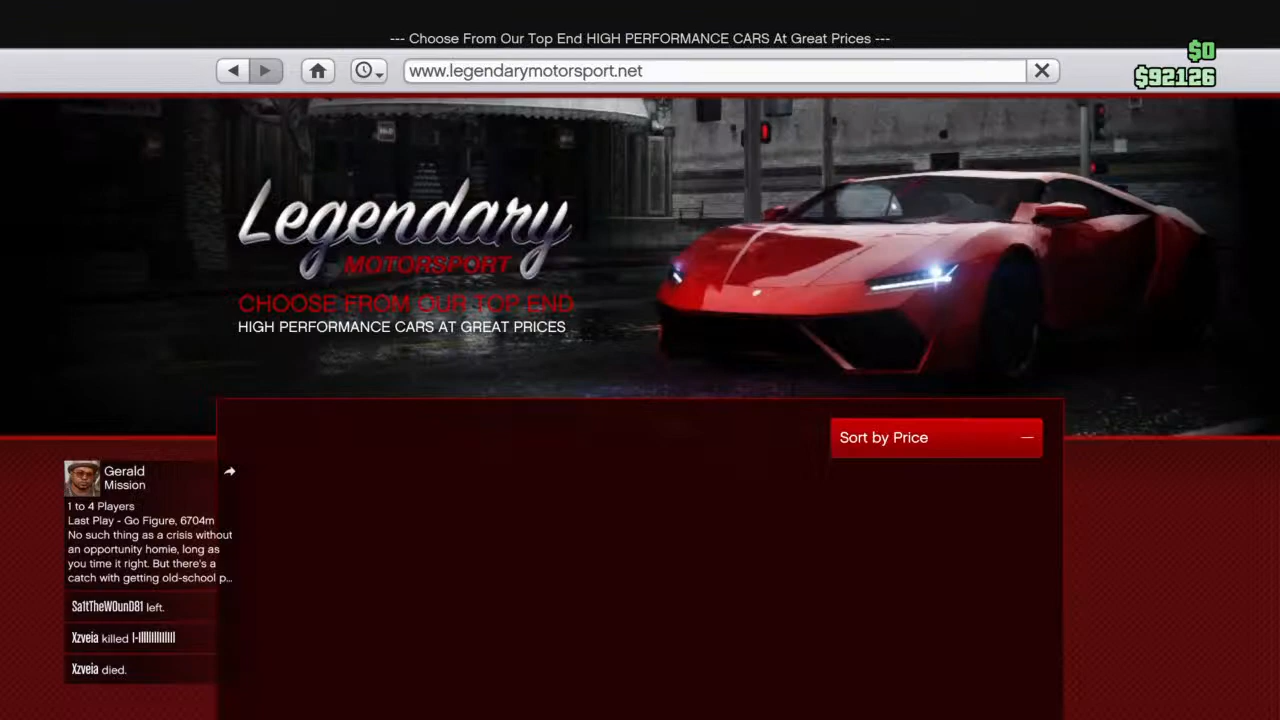 --- Choose From Our Top End HIGH PERFORMANCE CARS At Great Prices ---
$0
www.legendarymotorsport.net
$92126
Legendary
MOTORSPORT
CHOOSE FROM OUR TOP END
HIGH PERFORMANCE CARS AT GREAT PRICES
Sort by Price
Gerald
Mission
1 to 4 Players
Last Play - Go Figure, 6704m
No such thing as a crisis without
an opportunity homie, long as
you time it right. But there's a
catch with getting old-school p...
SattTheW0unD81 left.
Xzveia killed
Xzveia died.